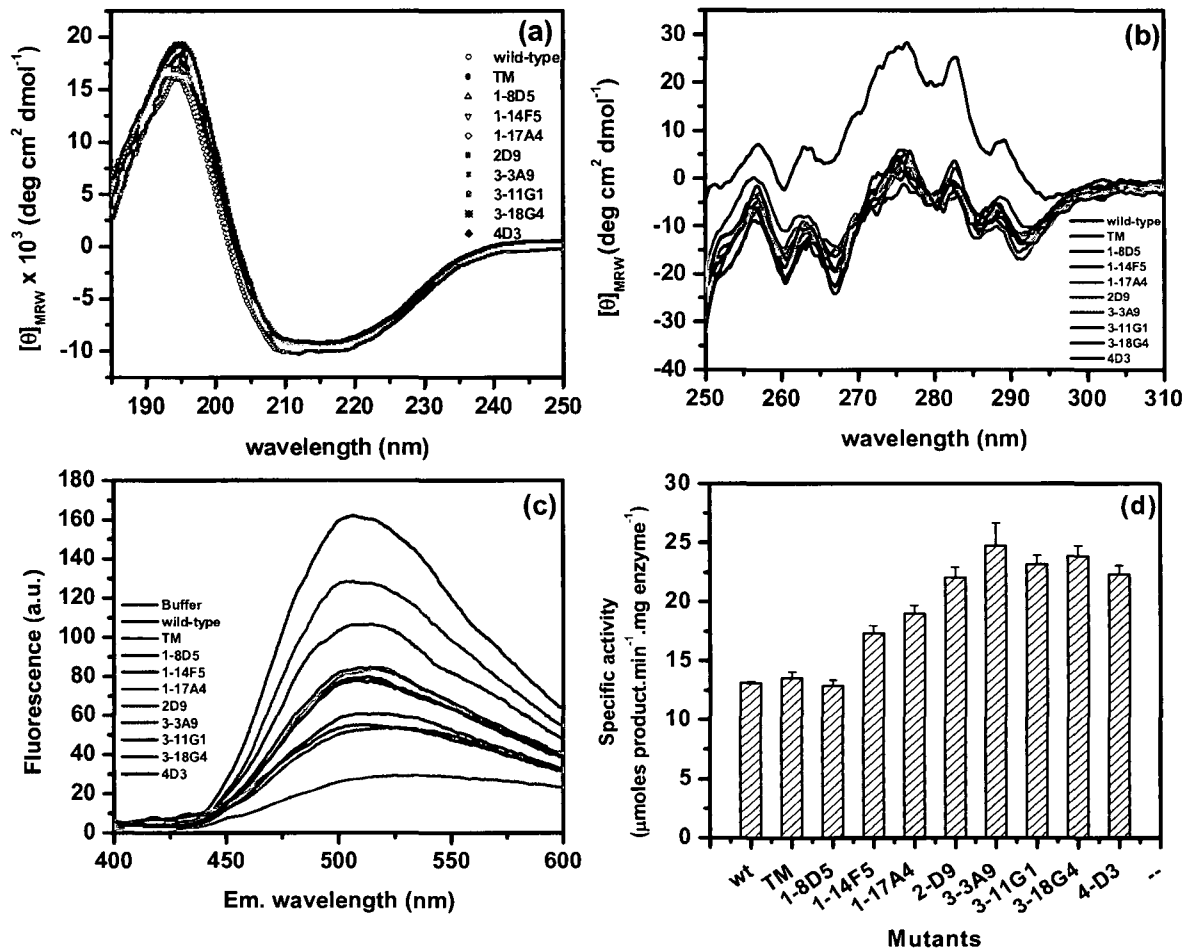 (a)
20
15
10
5
0
-5
-10
[θ]MRW x 10³ (deg cm² dmol⁻¹)
wild-type
TM
1-8D5
1-14F5
1-17A4
2D9
3-3A9
3-11G1
3-18G4
4D3
190 200 210 220 230 240 250
wavelength (nm)
(b)
30
20
10
0
-10
-20
-30
-40
[θ]MRW (deg cm² dmol⁻¹)
wild-type
TM
1-8D5
1-14F5
1-17A4
2D9
3-3A9
3-11G1
3-18G4
4D3
250 260 270 280 290 300 310
wavelength (nm)
(c)
180
160
140
120
100
80
60
40
20
0
Fluorescence (a.u.)
Buffer
wild-type
TM
1-8D5
1-14F5
1-17A4
2D9
3-3A9
3-11G1
3-18G4
4D3
400 450 500 550 600
Em. wavelength (nm)
(d)
30
25
20
15
10
5
0
Specific activity
(μmoles product.min⁻¹.mg enzyme⁻¹)
wt TM 1-8D5 1-14F5 1-17A4 2-D9 3-3A9 3-11G1 3-18G4 4-D3 --
Mutants